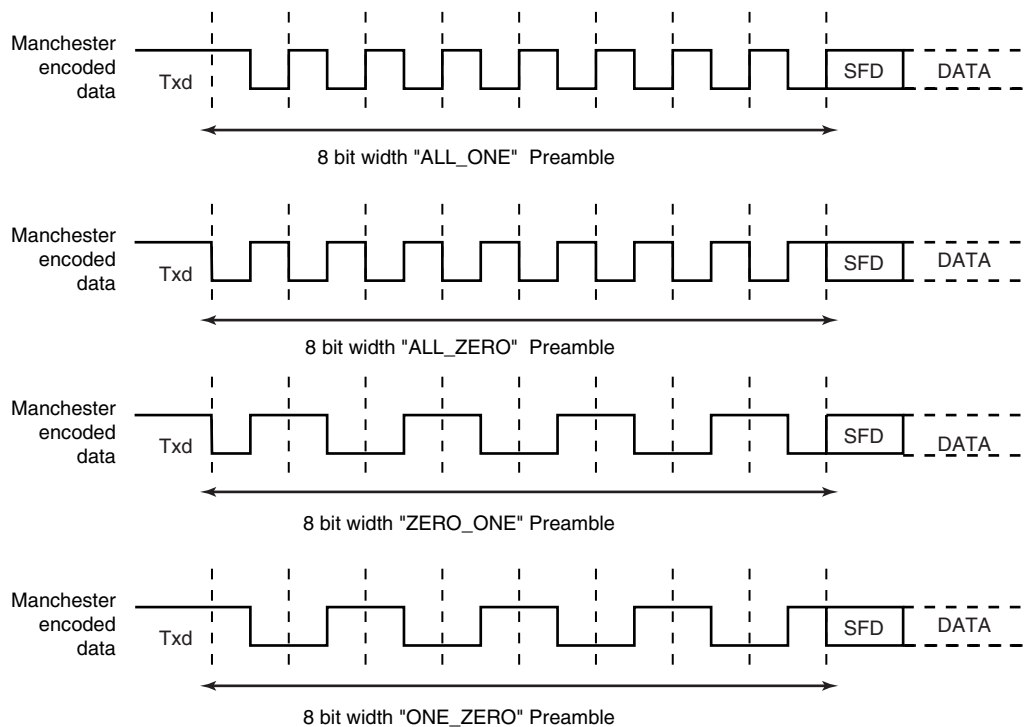 Manchester
encoded
data
Txd
SFD
DATA
8 bit width "ALL_ONE" Preamble
Manchester
encoded
data
Txd
SFD
DATA
8 bit width "ALL_ZERO" Preamble
Manchester
encoded
data
Txd
SFD
DATA
8 bit width "ZERO_ONE" Preamble
Manchester
encoded
data
Txd
SFD
DATA
8 bit width "ONE_ZERO" Preamble